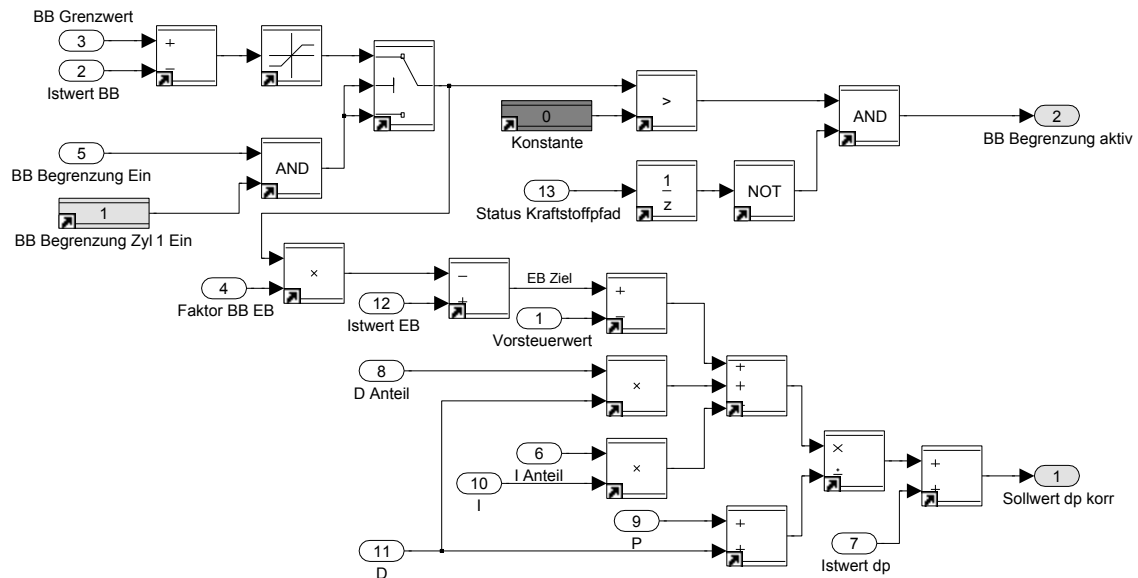 BB Grenzwert
3
2
Istwert BB
+
−
5
BB Begrenzung Ein
1
BB Begrenzung Zyl 1 Ein
AND
0
Konstante
>
AND
2
BB Begrenzung aktiv
13
Status Kraftstoffpfad
1
z
NOT
4
Faktor BB EB
×
12
Istwert EB
−
+
EB Ziel
1
Vorsteuerwert
+
−
8
D Anteil
×
+
+
6
I Anteil
10
I
×
9
P
11
D
+
+
×
÷
7
Istwert dp
+
+
1
Sollwert dp korr